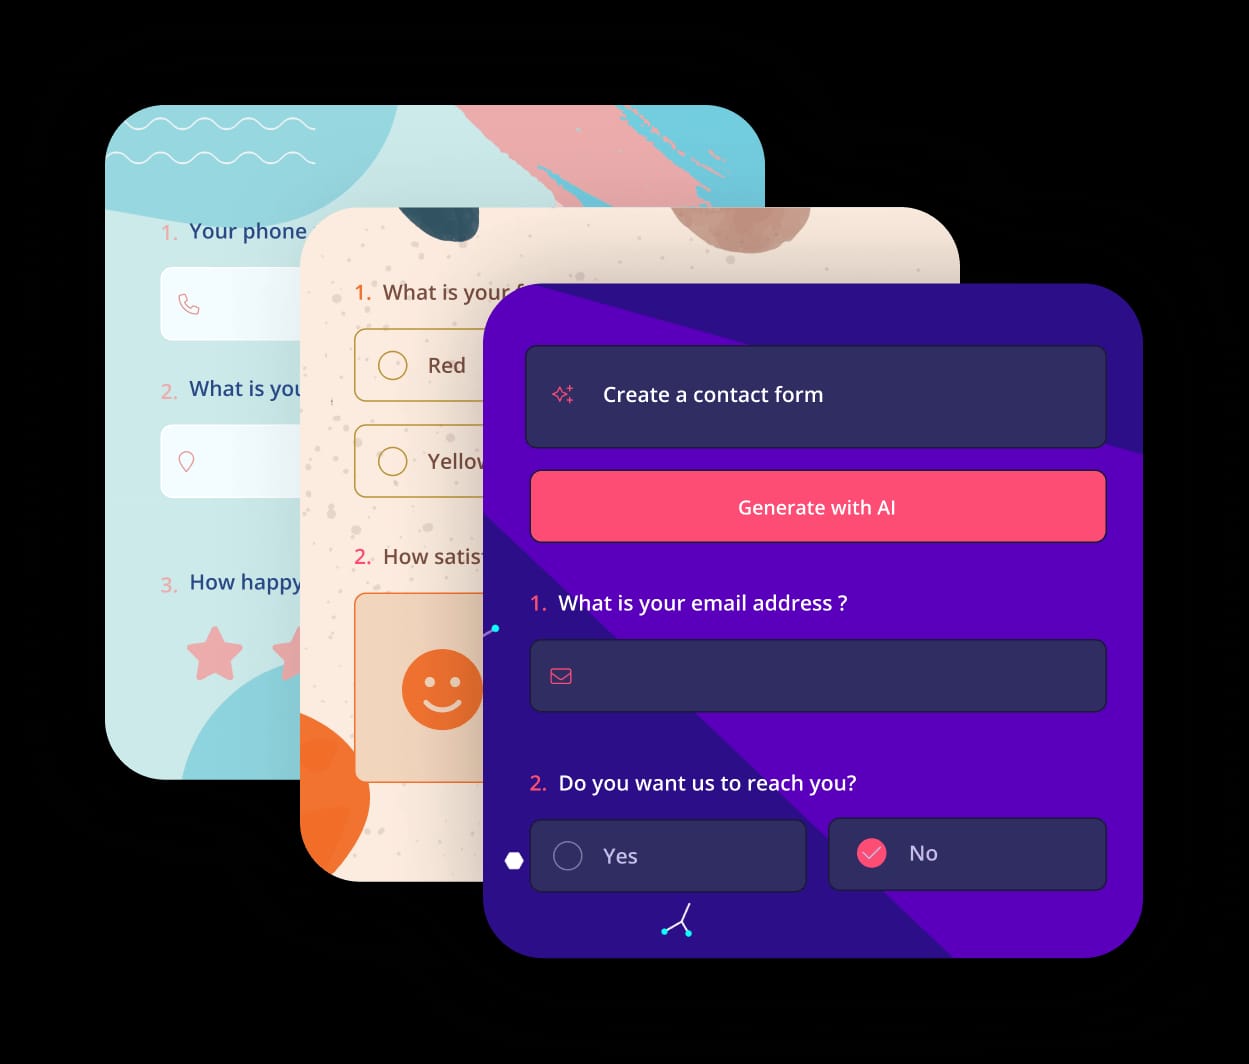 1. Your phone
2. What is you
3. How happy
1. What is your f
Red
Yellow
2. How satisf
Create a contact form
Generate with AI
1. What is your email address ?
2. Do you want us to reach you?
Yes
No